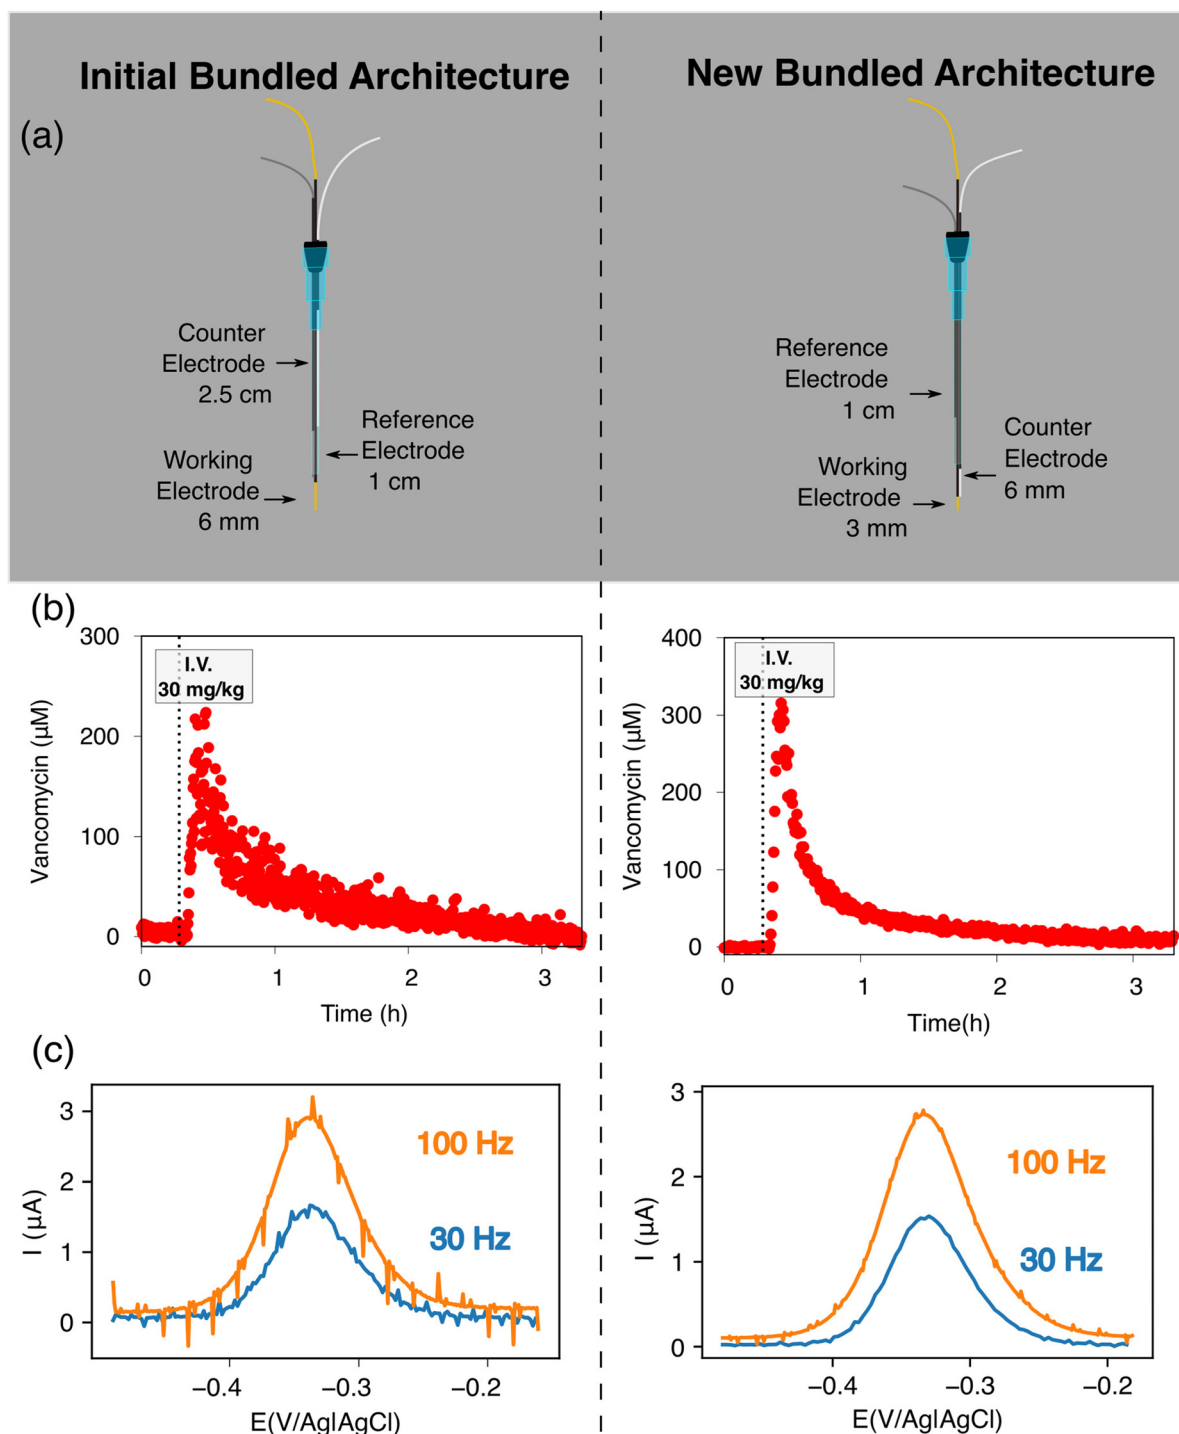 Initial Bundled Architecture
New Bundled Architecture
(a)
Counter
Electrode
2.5 cm
Reference
Electrode
1 cm
Working
Electrode
6 mm
Reference
Electrode
1 cm
Counter
Electrode
6 mm
Working
Electrode
3 mm
(b)
300
200
100
0
Vancomycin (µM)
I.V.
30 mg/kg
0
1
2
3
Time (h)
400
300
200
100
0
Vancomycin (µM)
I.V.
30 mg/kg
0
1
2
3
Time(h)
(c)
3
2
1
0
I (µA)
100 Hz
30 Hz
−0.4
−0.3
−0.2
E(V/Ag|AgCl)
3
2
1
0
I (µA)
100 Hz
30 Hz
−0.4
−0.3
−0.2
E(V/Ag|AgCl)